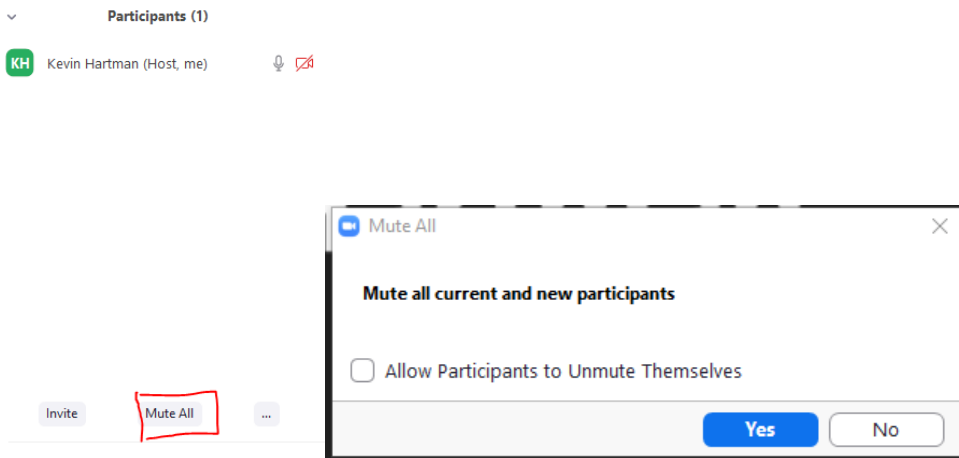 Participants (1)
KH Kevin Hartman (Host, me)
Mute All
Mute all current and new participants
Allow Participants to Unmute Themselves
Yes No
Invite Mute All ...